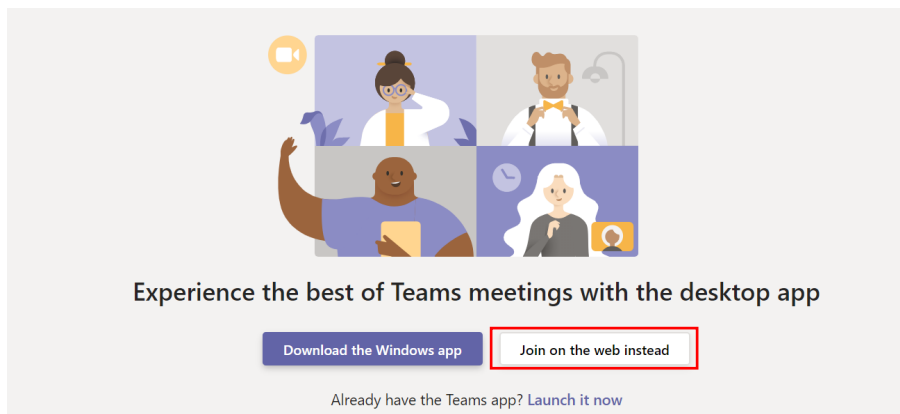 Experience the best of Teams meetings with the desktop app
Download the Windows app
Join on the web instead
Already have the Teams app? Launch it now